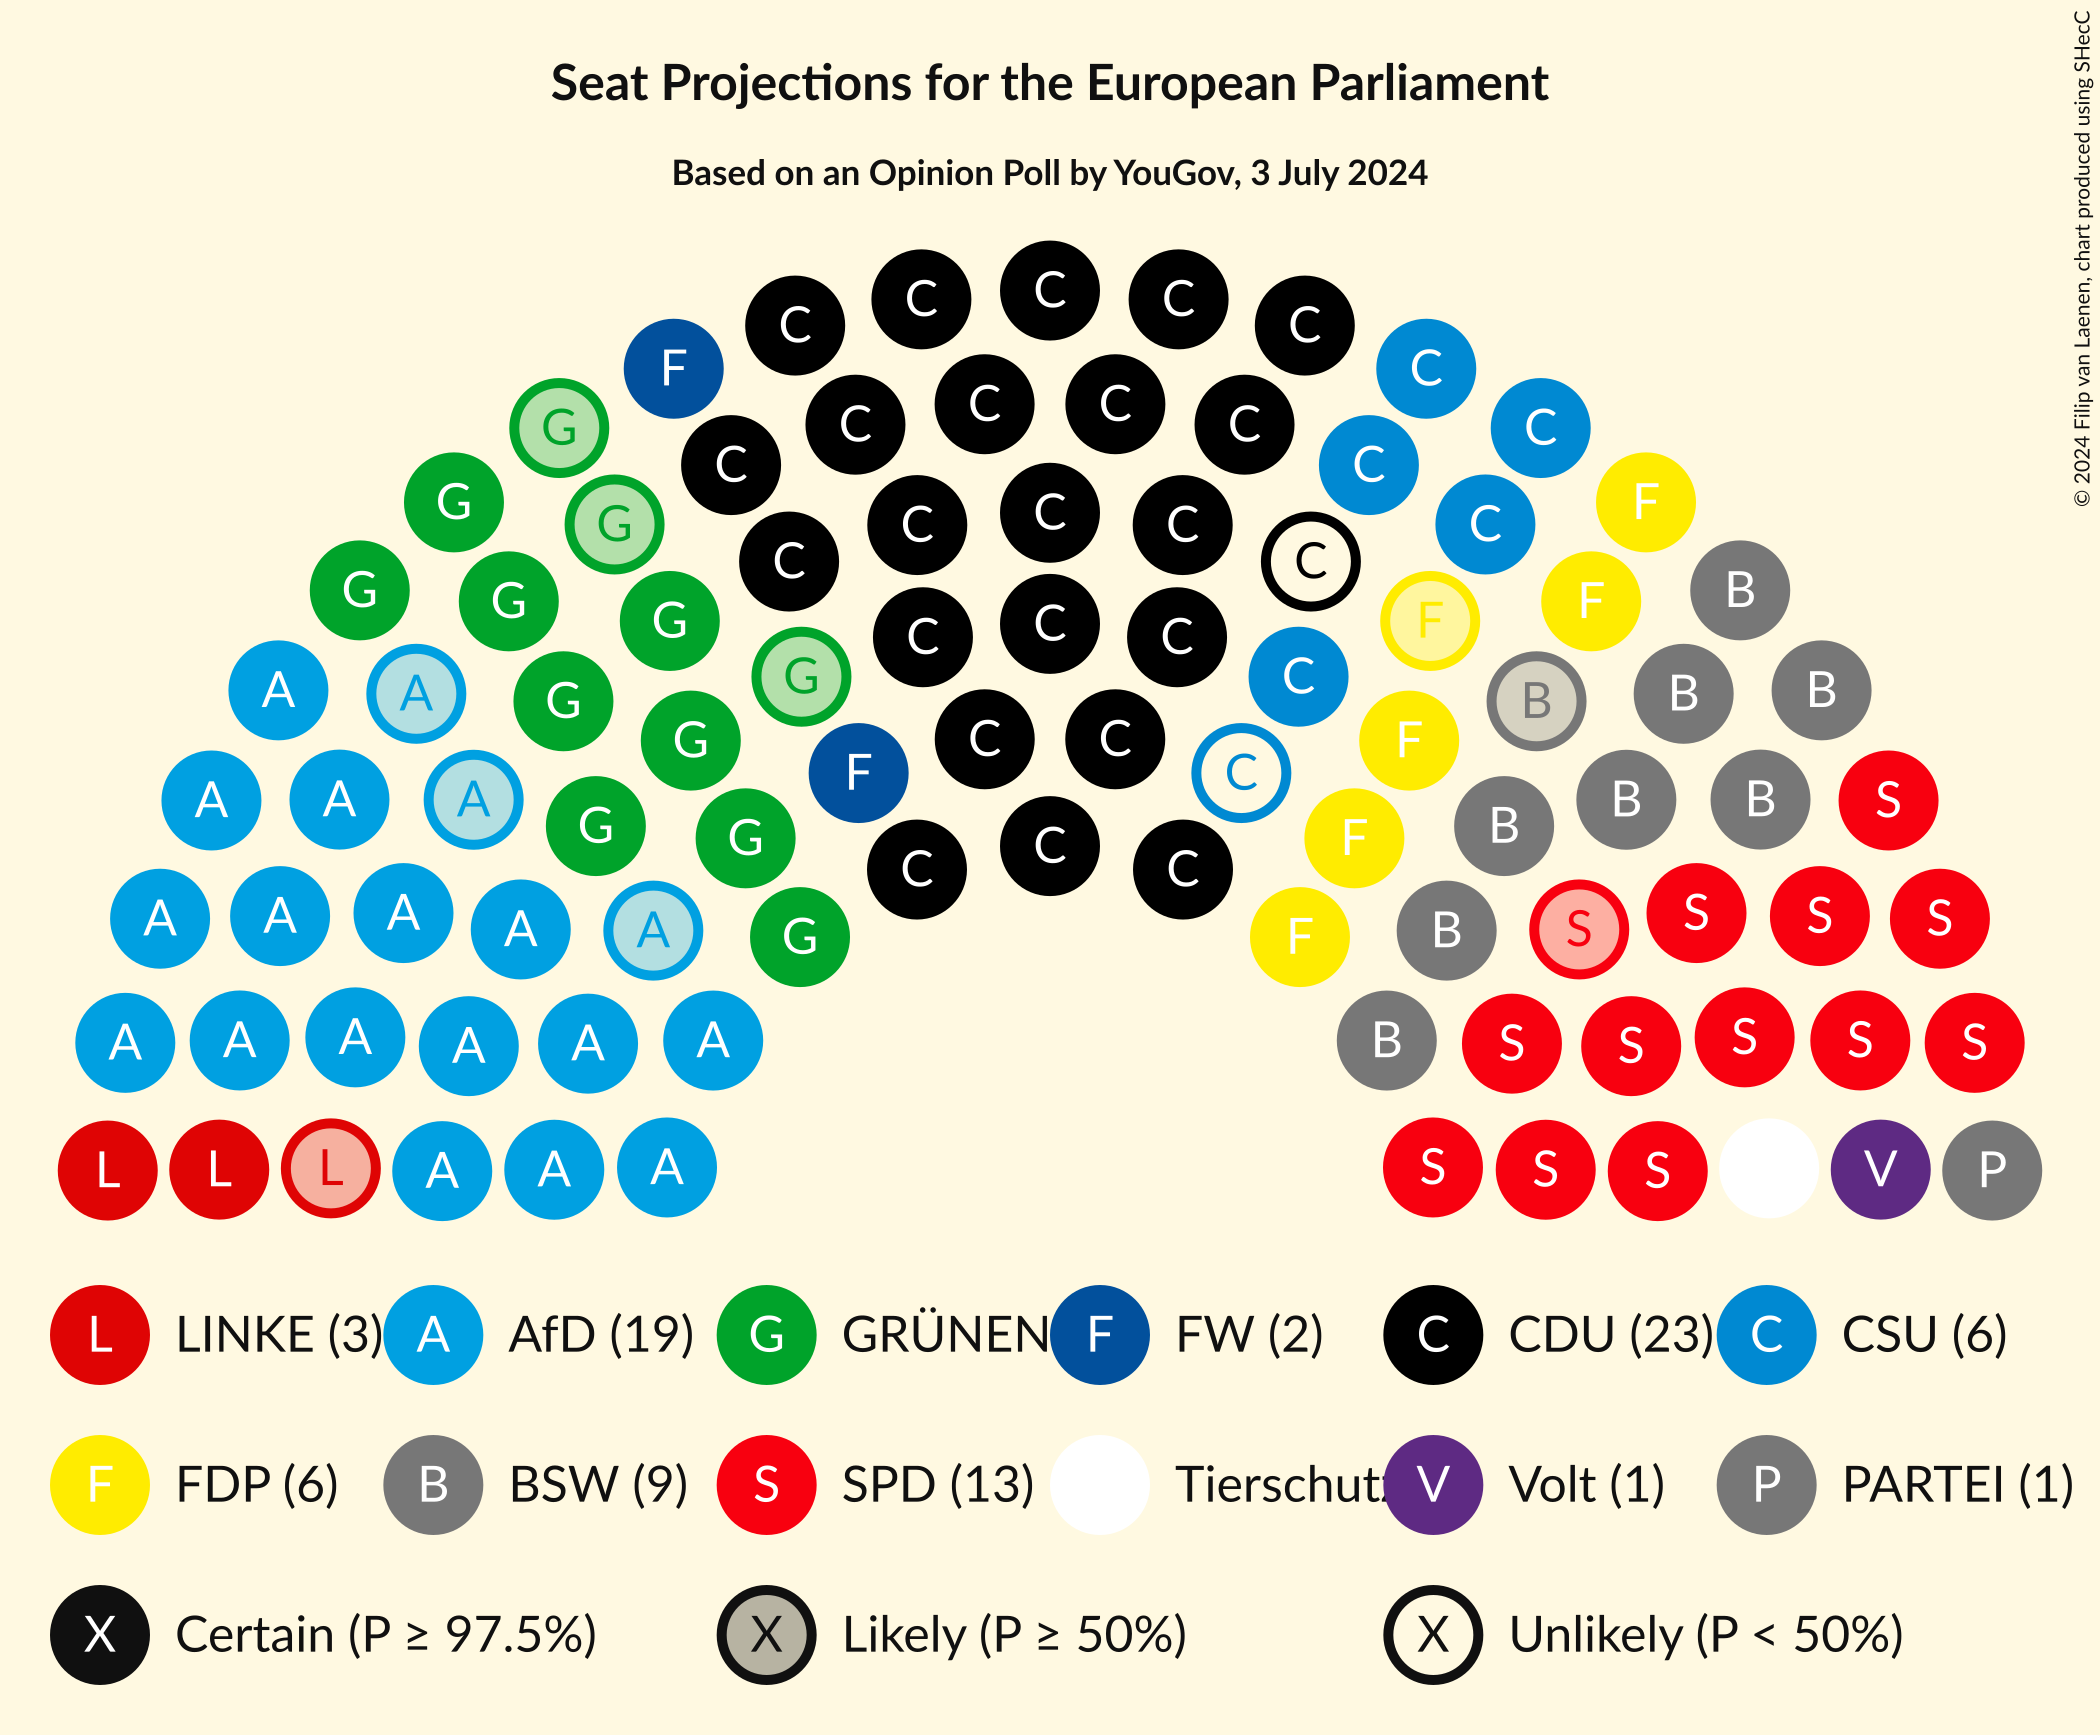 Seat Projections for the European Parliament
Based on an Opinion Poll by YouGov, 3 July 2024
© 2024 Filip van Laenen, chart produced using SHecC
C C C C C
F C
G C C C C C
C C
G G C C C C F
C C
G G G C C C F F B
A A G G C B B B
G F C C C F
A A A G G F B B B S
C C C
A A A A A G F B S S S S
A A A A A A B S S S S S
L L L A A A S S S V P
L LINKE (3) A AfD (19) G GRÜNEN F FW (2) C CDU (23) C CSU (6)
F FDP (6) B BSW (9) S SPD (13) Tierschutz V Volt (1) P PARTEI (1)
X Certain (P ≥ 97.5%) X Likely (P ≥ 50%) X Unlikely (P < 50%)